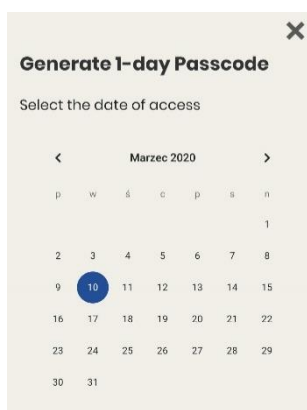 Generate 1-day Passcode
Select the date of access
< Marzec 2020 >
p w ś c p s n
1
2 3 4 5 6 7 8
9 10 11 12 13 14 15
16 17 18 19 20 21 22
23 24 25 26 27 28 29
30 31